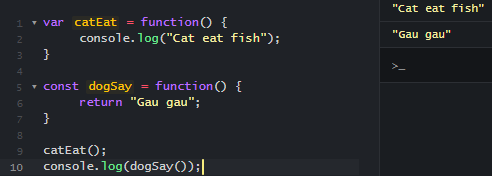 1 var catEat = function() {
2 console.log("Cat eat fish");
3 }
4
5 const dogSay = function() {
6 return "Gau gau";
7 }
8
9 catEat();
10 console.log(dogSay());
"Cat eat fish"
"Gau gau"
>_